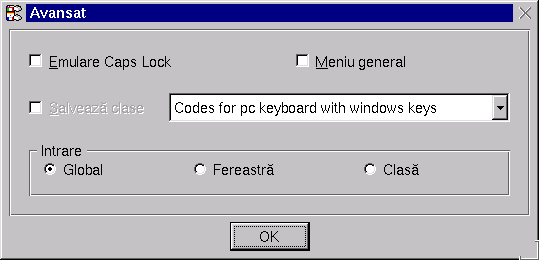 Avansat
Emulare Caps Lock Meniu general
Salvează clase Codes for pc keyboard with windows keys
Intrare
Global Fereastră Clasă
OK